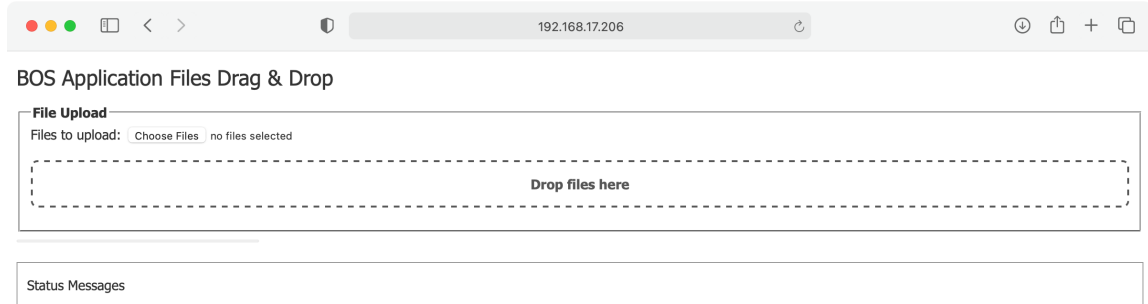 192.168.17.206
BOS Application Files Drag & Drop
File Upload
Files to upload: Choose Files no files selected
Drop files here
Status Messages